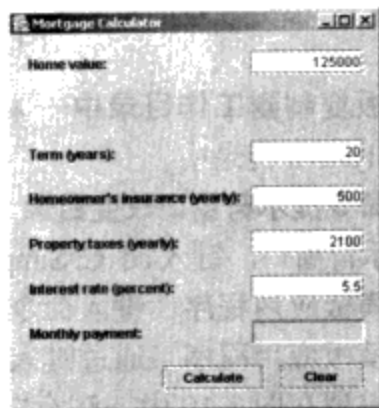 Mortgage Calculator
Home value: 125000
Term (years): 20
Homeowner's insurance (yearly): 500
Property taxes (yearly): 2100
Interest rate (percent): 5.5
Monthly payment:
Calculate Clear